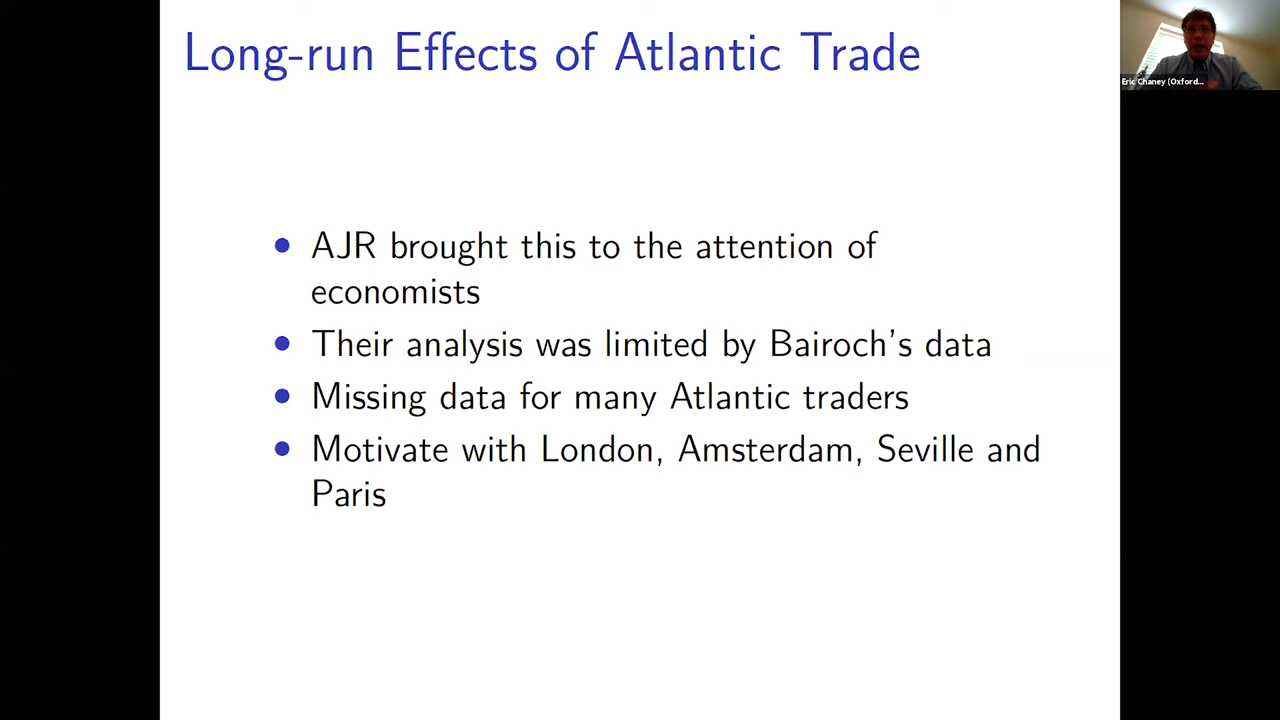 Long-run Effects of Atlantic Trade
Eric Chaney (Oxford...
• AJR brought this to the attention of
economists
• Their analysis was limited by Bairoch's data
• Missing data for many Atlantic traders
• Motivate with London, Amsterdam, Seville and
Paris